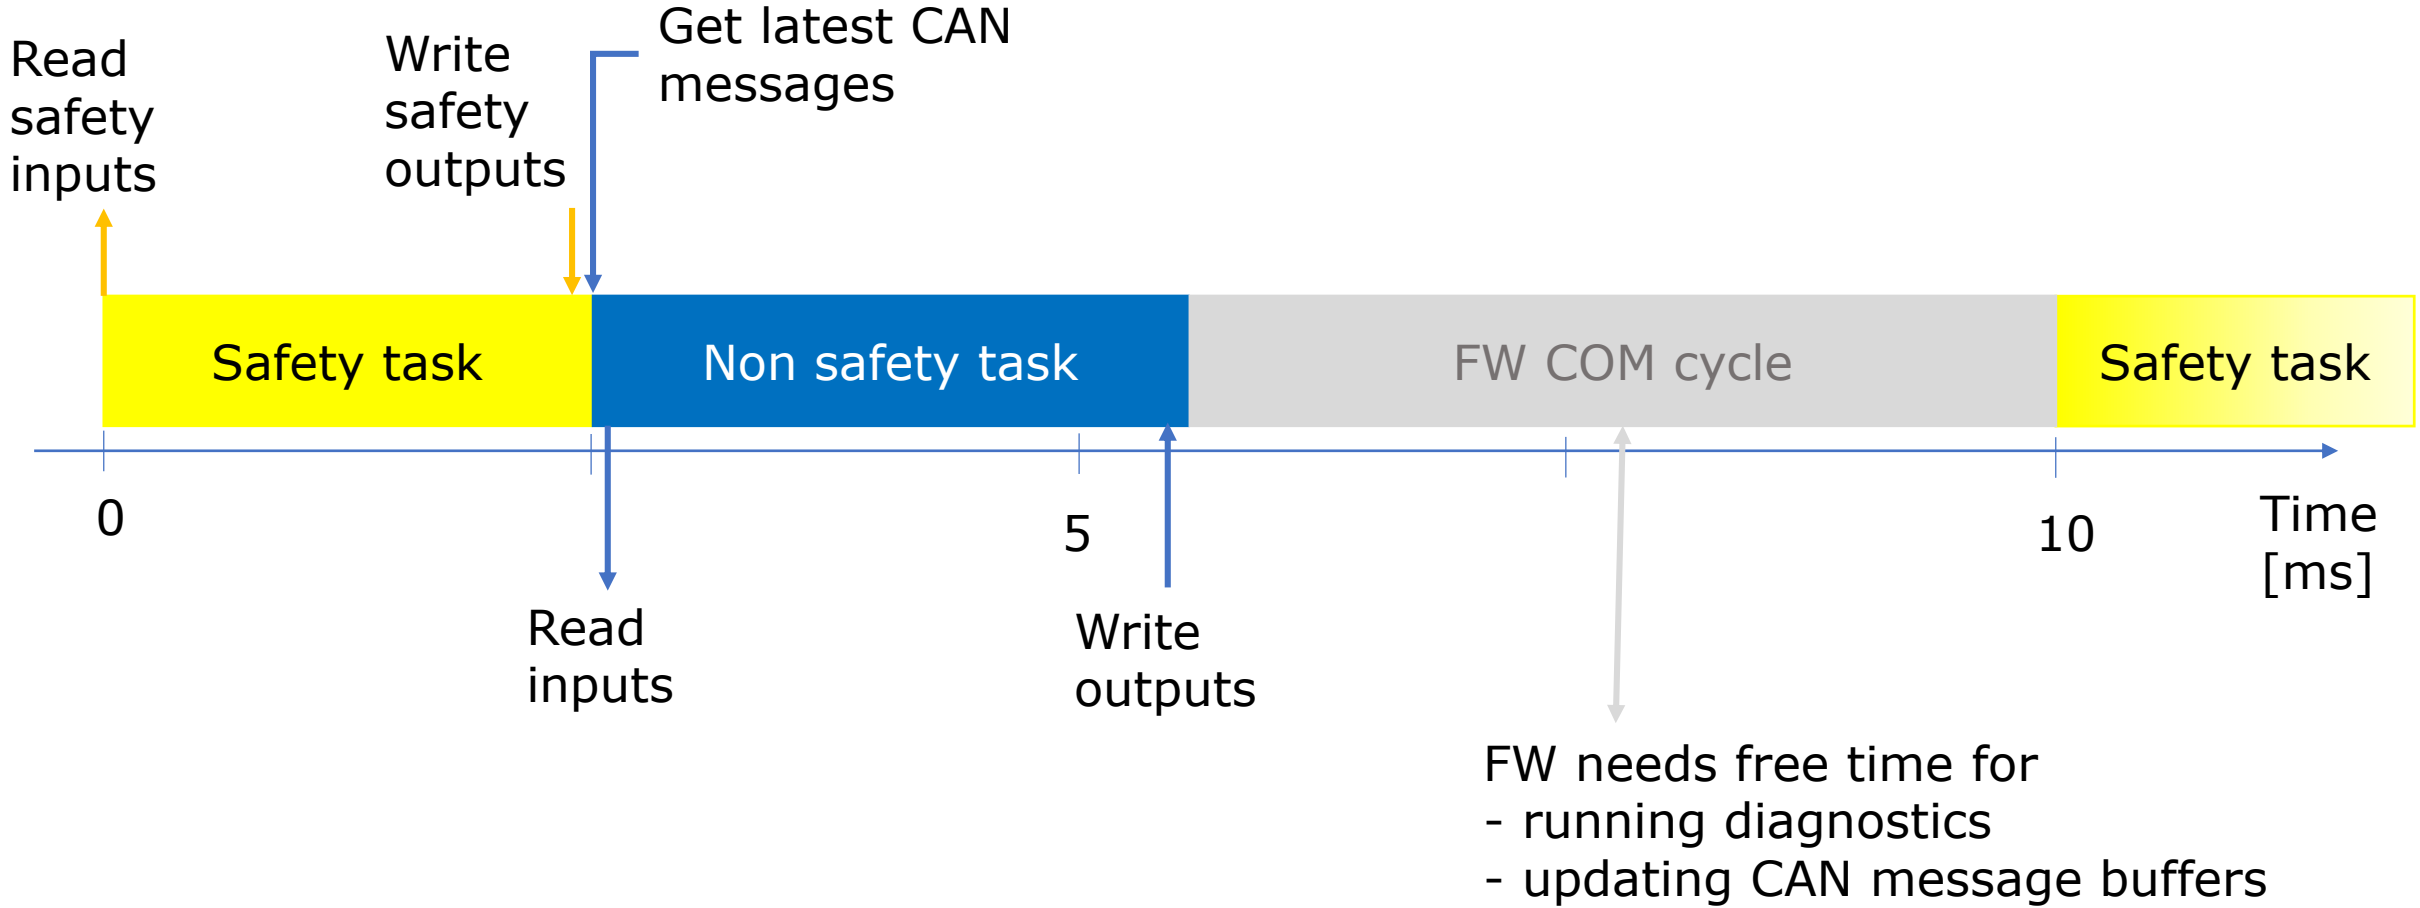 Read
safety
inputs
Write
safety
outputs
Get latest CAN
messages
Safety task
Non safety task
FW COM cycle
Safety task
0
5
10
Time
[ms]
Read
inputs
Write
outputs
FW needs free time for
- running diagnostics
- updating CAN message buffers